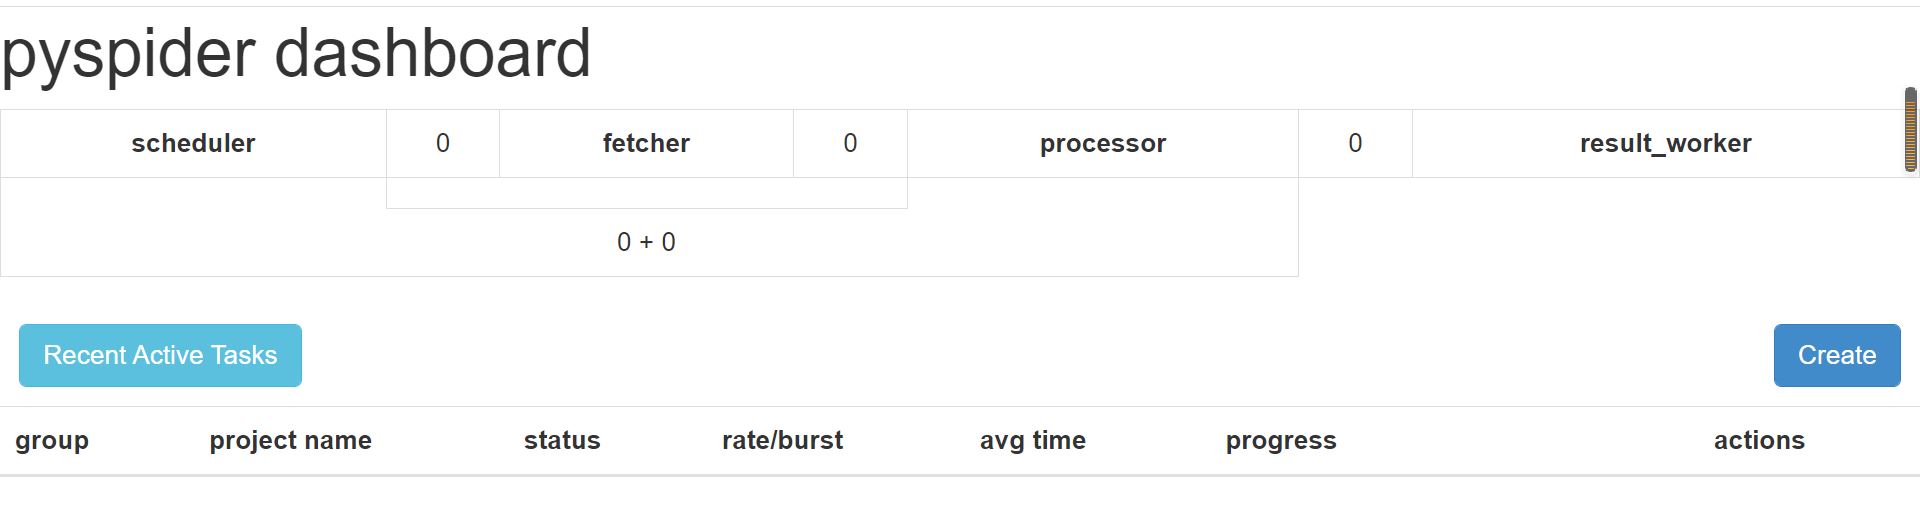 pyspider dashboard
scheduler 0 fetcher 0 processor 0 result_worker
0 + 0
Recent Active Tasks Create
group project name status rate/burst avg time progress actions